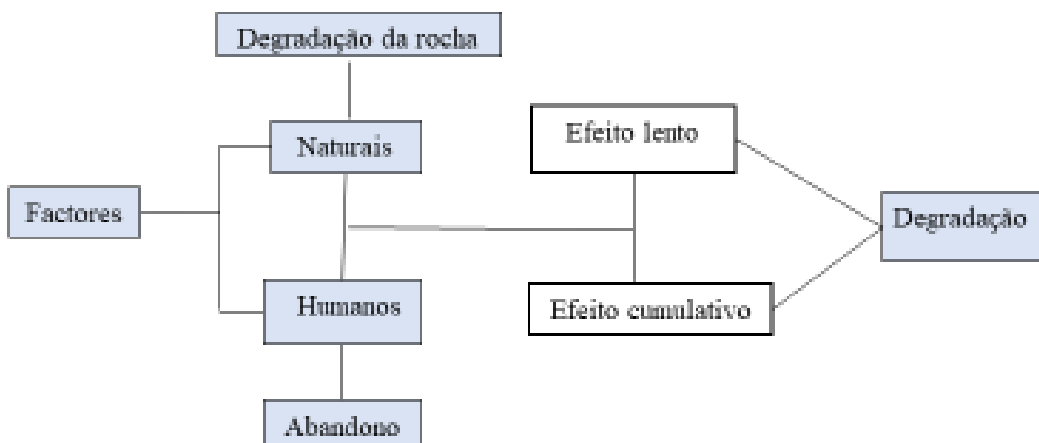 Degradação da rocha
Naturais
Efeito lento
Factores
Degradação
Humanos
Efeito cumulativo
Abandono